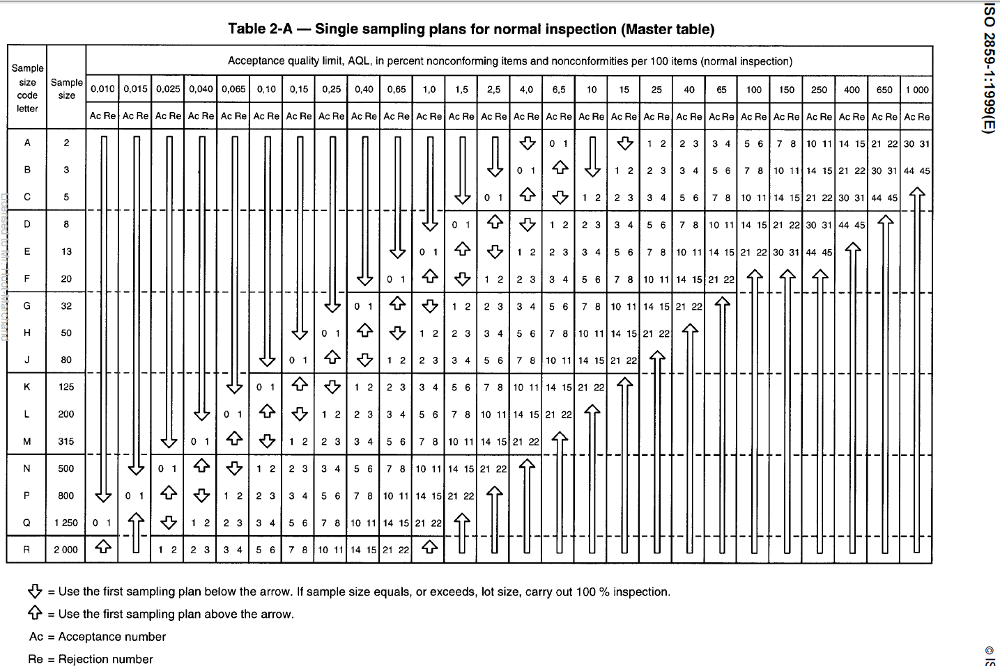 ISO 2859-1:1999(E)
Table 2-A — Single sampling plans for normal inspection (Master table)
Sample size code letter
Sample size
Acceptance quality limit, AQL, in percent nonconforming items and nonconformities per 100 items (normal inspection)
0,010 0,015 0,025 0,040 0,065 0,10 0,15 0,25 0,40 0,65 1,0 1,5 2,5 4,0 6,5 10 15 25 40 65 100 150 250 400 650 1 000
Ac Re Ac Re Ac Re Ac Re Ac Re Ac Re Ac Re Ac Re Ac Re Ac Re Ac Re Ac Re Ac Re Ac Re Ac Re Ac Re Ac Re Ac Re Ac Re Ac Re Ac Re Ac Re Ac Re Ac Re Ac Re Ac Re
A 2 0 1 1 2 2 3 3 4 5 6 7 8 10 11 14 15 21 22 30 31
B 3 0 1 1 2 2 3 3 4 5 6 7 8 10 11 14 15 21 22 30 31 44 45
C 5 0 1 1 2 2 3 3 4 5 6 7 8 10 11 14 15 21 22 30 31 44 45
D 8 0 1 1 2 2 3 3 4 5 6 7 8 10 11 14 15 21 22 30 31 44 45
E 13 0 1 1 2 2 3 3 4 5 6 7 8 10 11 14 15 21 22 30 31 44 45
F 20 0 1 1 2 2 3 3 4 5 6 7 8 10 11 14 15 21 22
G 32 0 1 1 2 2 3 3 4 5 6 7 8 10 11 14 15 21 22
H 50 0 1 1 2 2 3 3 4 5 6 7 8 10 11 14 15 21 22
J 80 0 1 1 2 2 3 3 4 5 6 7 8 10 11 14 15 21 22
K 125 0 1 1 2 2 3 3 4 5 6 7 8 10 11 14 15 21 22
L 200 0 1 1 2 2 3 3 4 5 6 7 8 10 11 14 15 21 22
M 315 0 1 1 2 2 3 3 4 5 6 7 8 10 11 14 15 21 22
N 500 0 1 1 2 2 3 3 4 5 6 7 8 10 11 14 15 21 22
P 800 0 1 1 2 2 3 3 4 5 6 7 8 10 11 14 15 21 22
Q 1 250 0 1 1 2 2 3 3 4 5 6 7 8 10 11 14 15 21 22
R 2 000 1 2 2 3 3 4 5 6 7 8 10 11 14 15 21 22
= Use the first sampling plan below the arrow. If sample size equals, or exceeds, lot size, carry out 100 % inspection.
= Use the first sampling plan above the arrow.
Ac = Acceptance number
Re = Rejection number